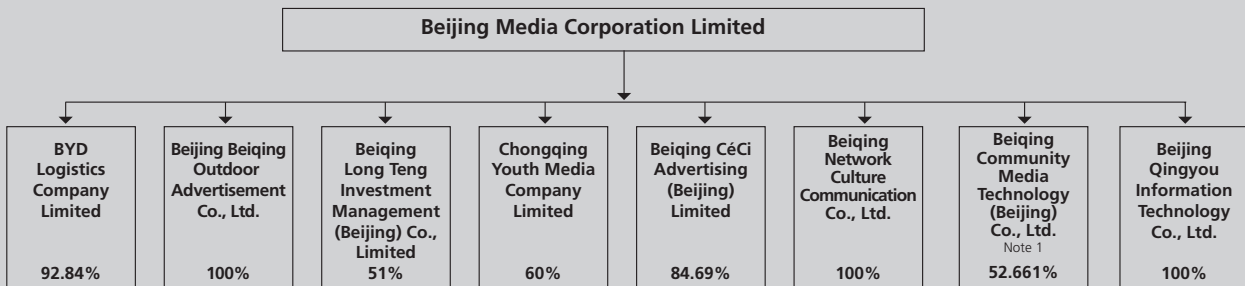 Beijing Media Corporation Limited
BYD
Logistics
Company
Limited
92.84%
Beijing Beiqing
Outdoor
Advertisement
Co., Ltd.
100%
Beiqing
Long Teng
Investment
Management
(Beijing) Co.,
Limited
51%
Chongqing
Youth Media
Company
Limited
60%
Beiqing CéCi
Advertising
(Beijing)
Limited
84.69%
Beiqing
Network
Culture
Communication
Co., Ltd.
100%
Beiqing
Community
Media
Technology
(Beijing)
Co., Ltd.
Note 1
52.661%
Beijing
Qingyou
Information
Technology
Co., Ltd.
100%